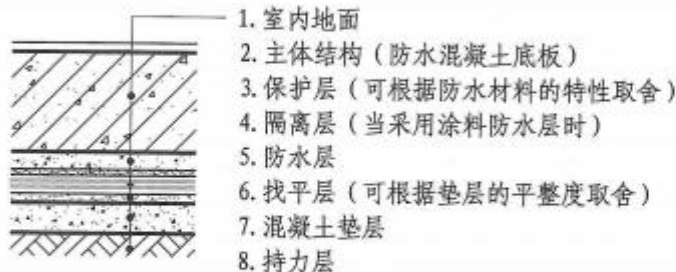 1. 室内地面
2. 主体结构（防水混凝土底板）
3. 保护层（可根据防水材料的特性取舍）
4. 隔离层（当采用涂料防水层时）
5. 防水层
6. 找平层（可根据垫层的平整度取舍）
7. 混凝土垫层
8. 持力层